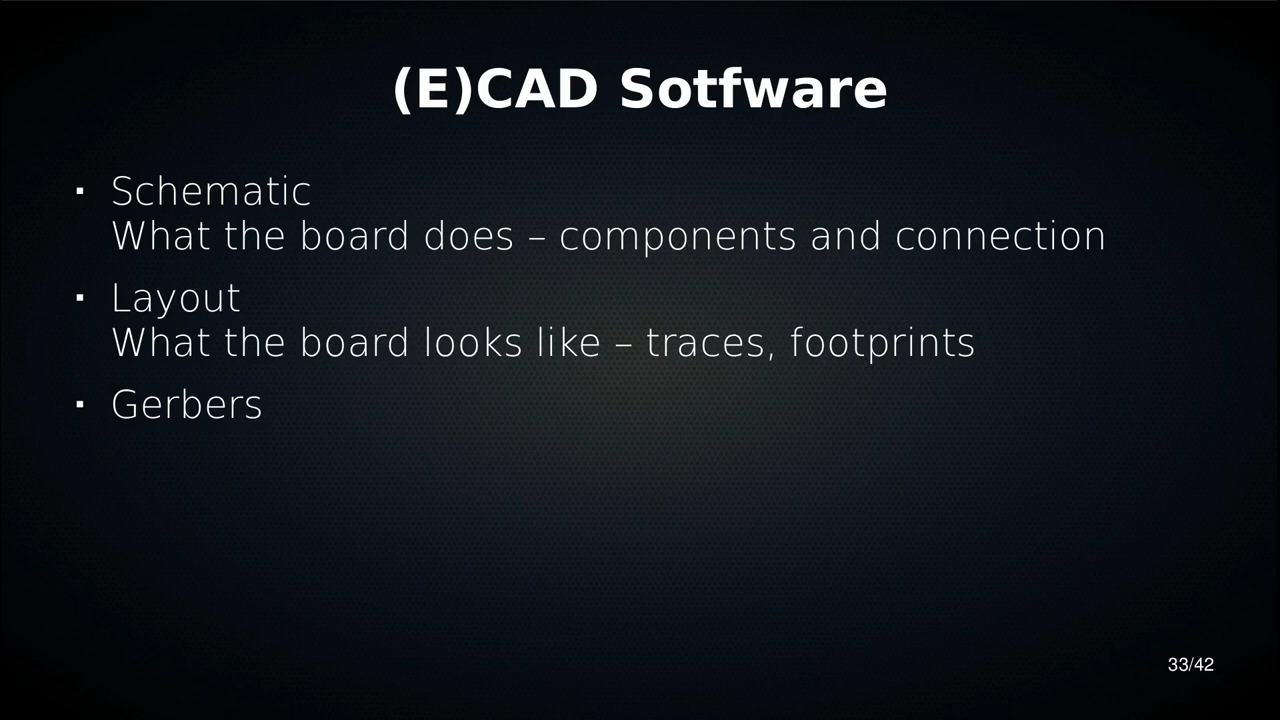 (E)CAD Sotfware
▪ Schematic
What the board does – components and connection
▪ Layout
What the board looks like – traces, footprints
▪ Gerbers
33/42